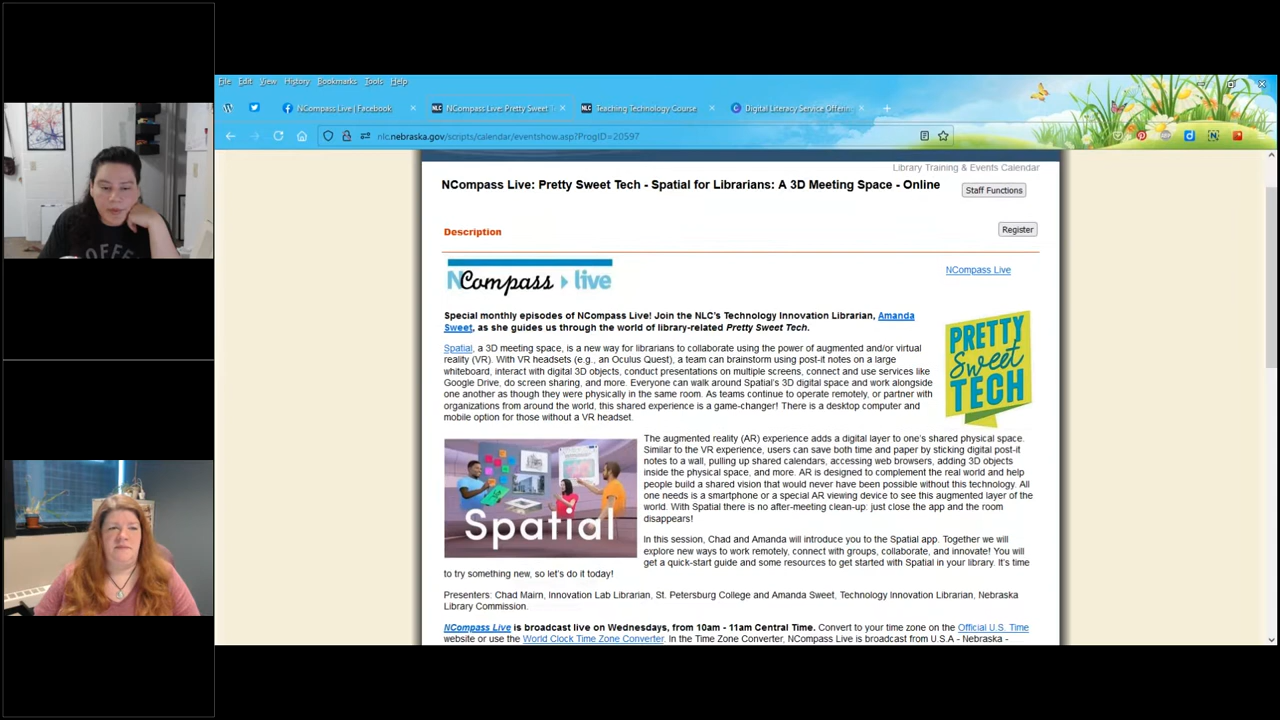 File Edit View History Bookmarks Tools Help
NCompass Live | Facebook
NLC NCompass Live: Pretty Sweet T
NLC Teaching Technology Course
Digital Literacy Service Offering
nlc.nebraska.gov/scripts/calendar/eventshow.asp?ProgID=20597
Library Training & Events Calendar
NCompass Live: Pretty Sweet Tech - Spatial for Librarians: A 3D Meeting Space - Online
Staff Functions
Description
Register
NCompass live
NCompass Live
Special monthly episodes of NCompass Live! Join the NLC's Technology Innovation Librarian, Amanda
Sweet, as she guides us through the world of library-related Pretty Sweet Tech.
PRETTY
Sweet
TECH
Spatial, a 3D meeting space, is a new way for librarians to collaborate using the power of augmented and/or virtual
reality (VR). With VR headsets (e.g., an Oculus Quest), a team can brainstorm using post-it notes on a large
whiteboard, interact with digital 3D objects, conduct presentations on multiple screens, connect and use services like
Google Drive, do screen sharing, and more. Everyone can walk around Spatial's 3D digital space and work alongside
one another as though they were physically in the same room. As teams continue to operate remotely, or partner with
organizations from around the world, this shared experience is a game-changer! There is a desktop computer and
mobile option for those without a VR headset.
Spatial
The augmented reality (AR) experience adds a digital layer to one's shared physical space.
Similar to the VR experience, users can save both time and paper by sticking digital post-it
notes to a wall, pulling up shared calendars, accessing web browsers, adding 3D objects
inside the physical space, and more. AR is designed to complement the real world and help
people build a shared vision that would never have been possible without this technology. All
one needs is a smartphone or a special AR viewing device to see this augmented layer of the
world. With Spatial there is no after-meeting clean-up: just close the app and the room
disappears!
In this session, Chad and Amanda will introduce you to the Spatial app. Together we will
explore new ways to work remotely, connect with groups, collaborate, and innovate! You will
get a quick-start guide and some resources to get started with Spatial in your library. It's time
to try something new, so let's do it today!
Presenters: Chad Mairn, Innovation Lab Librarian, St. Petersburg College and Amanda Sweet, Technology Innovation Librarian, Nebraska
Library Commission.
NCompass Live is broadcast live on Wednesdays, from 10am - 11am Central Time. Convert to your time zone on the Official U.S. Time
website or use the World Clock Time Zone Converter. In the Time Zone Converter, NCompass Live is broadcast from U.S.A - Nebraska -